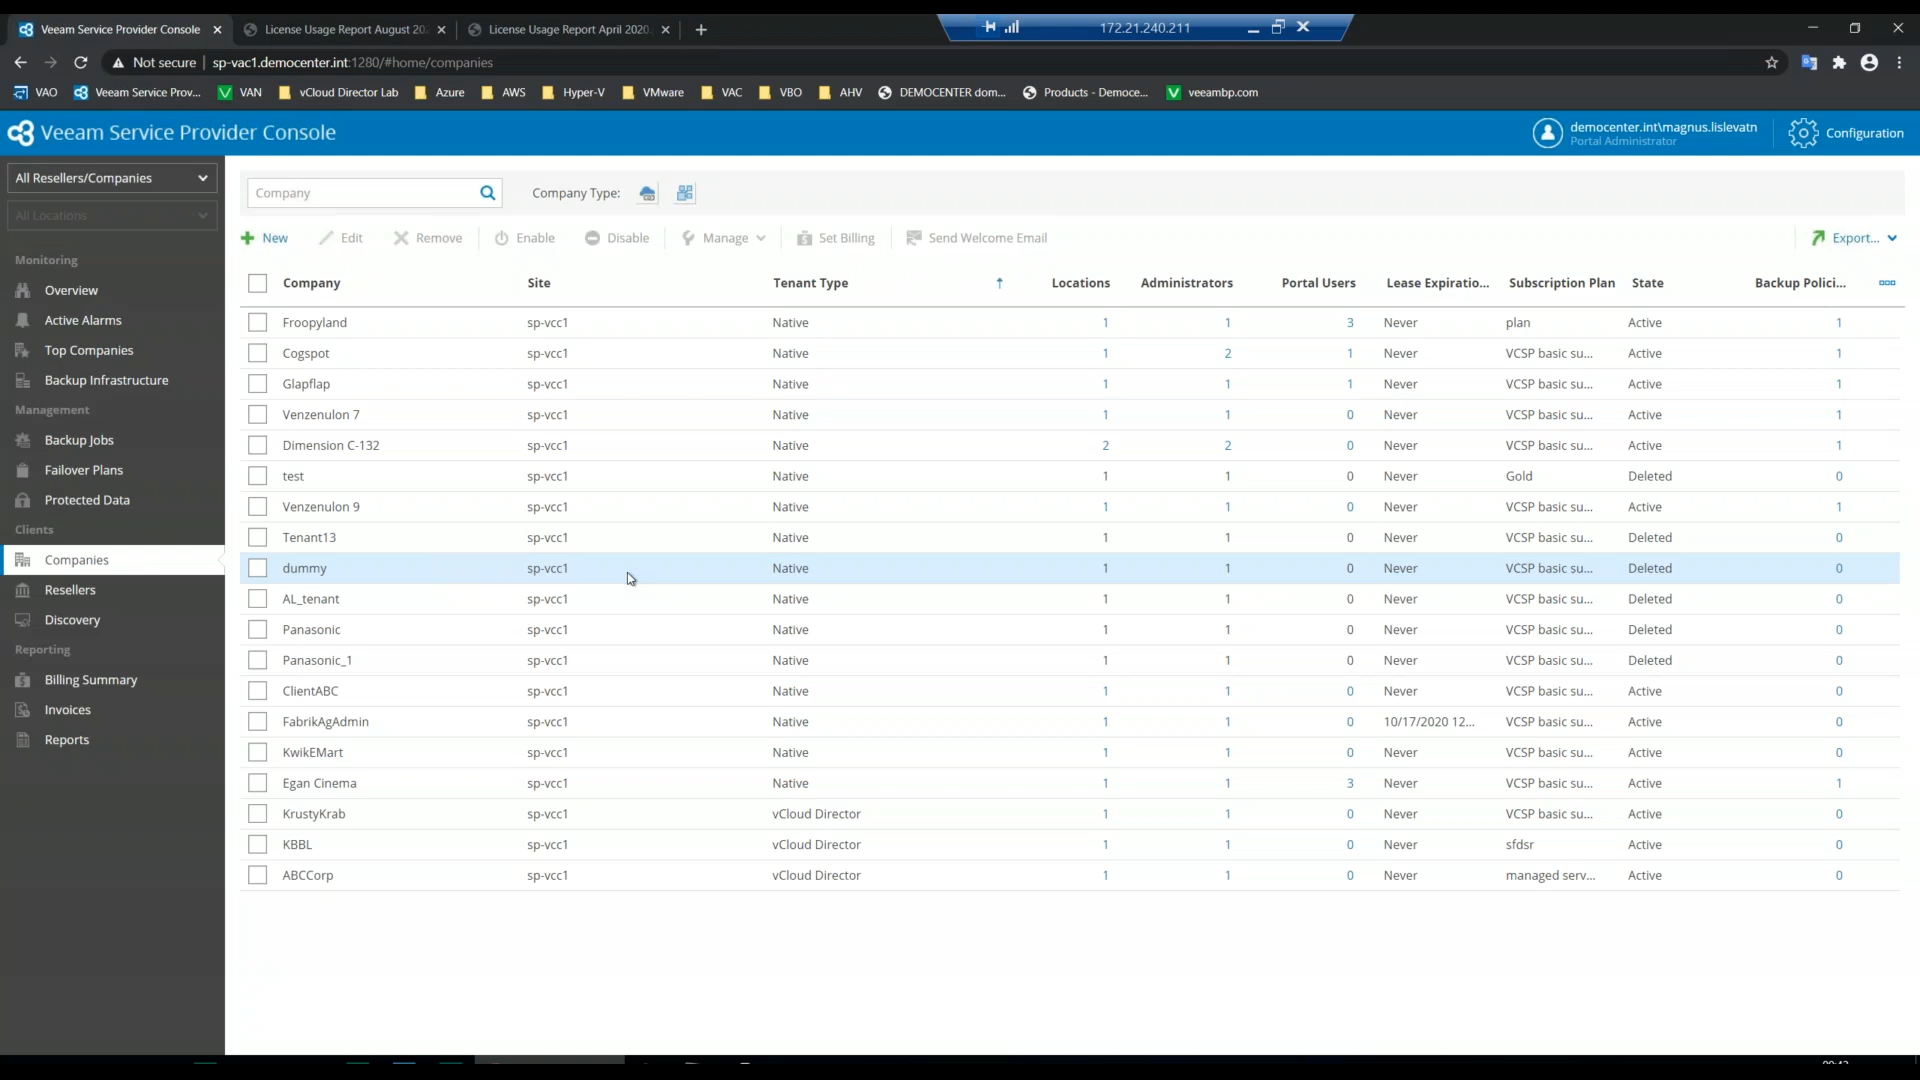 Veeam Service Provider Console
License Usage Report August 20
License Usage Report April 2020
172.21.240.211
Not secure
sp-vac1.democenter.int:1280/#home/companies
VAO
Veeam Service Prov...
VAN
vCloud Director Lab
Azure
AWS
Hyper-V
VMware
VAC
VBO
AHV
DEMOCENTER dom...
Products - Democe...
veeambp.com
Veeam Service Provider Console
democenter.int\magnus.lislevatn
Portal Administrator
Configuration
All Resellers/Companies
All Locations
Monitoring
Overview
Active Alarms
Top Companies
Backup Infrastructure
Management
Backup Jobs
Failover Plans
Protected Data
Clients
Companies
Resellers
Discovery
Reporting
Billing Summary
Invoices
Reports
Company
Company Type:
New Edit Remove Enable Disable Manage Set Billing Send Welcome Email Export...
Company Site Tenant Type Locations Administrators Portal Users Lease Expiratio... Subscription Plan State Backup Polici...
Froopyland sp-vcc1 Native 1 1 3 Never plan Active 1
Cogspot sp-vcc1 Native 1 2 1 Never VCSP basic su... Active 1
Glapflap sp-vcc1 Native 1 1 1 Never VCSP basic su... Active 1
Venzenulon 7 sp-vcc1 Native 1 1 0 Never VCSP basic su... Active 1
Dimension C-132 sp-vcc1 Native 2 2 0 Never VCSP basic su... Active 1
test sp-vcc1 Native 1 1 0 Never Gold Deleted 0
Venzenulon 9 sp-vcc1 Native 1 1 0 Never VCSP basic su... Active 1
Tenant13 sp-vcc1 Native 1 1 0 Never VCSP basic su... Deleted 0
dummy sp-vcc1 Native 1 1 0 Never VCSP basic su... Deleted 0
AL_tenant sp-vcc1 Native 1 1 0 Never VCSP basic su... Deleted 0
Panasonic sp-vcc1 Native 1 1 0 Never VCSP basic su... Deleted 0
Panasonic_1 sp-vcc1 Native 1 1 0 Never VCSP basic su... Deleted 0
ClientABC sp-vcc1 Native 1 1 0 Never VCSP basic su... Active 0
FabrikAgAdmin sp-vcc1 Native 1 1 0 10/17/2020 12... VCSP basic su... Active 0
KwikEMart sp-vcc1 Native 1 1 0 Never VCSP basic su... Active 0
Egan Cinema sp-vcc1 Native 1 1 3 Never VCSP basic su... Active 1
KrustyKrab sp-vcc1 vCloud Director 1 1 0 Never VCSP basic su... Active 0
KBBL sp-vcc1 vCloud Director 1 1 0 Never sfdsr Active 0
ABCCorp sp-vcc1 vCloud Director 1 1 0 Never managed serv... Active 0